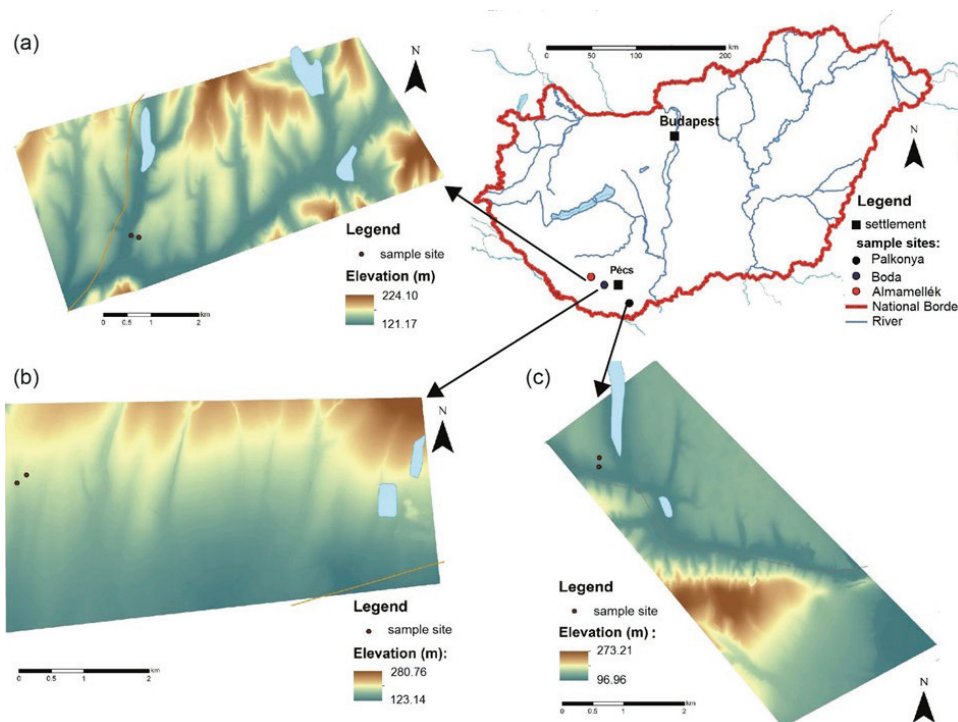 (a)
N
Legend
sample site
Elevation (m)
224.10
121.17
0 0.5 1 2
km
0 50 100 200
km
Budapest
Pécs
N
Legend
settlement
sample sites:
Palkonya
Boda
Almamellék
National Borde
River
(b)
N
Legend
sample site
Elevation (m):
280.76
123.14
0 0.5 1 2
km
(c)
Legend
sample site
Elevation (m) :
273.21
96.96
0 0.5 1 2
km
N